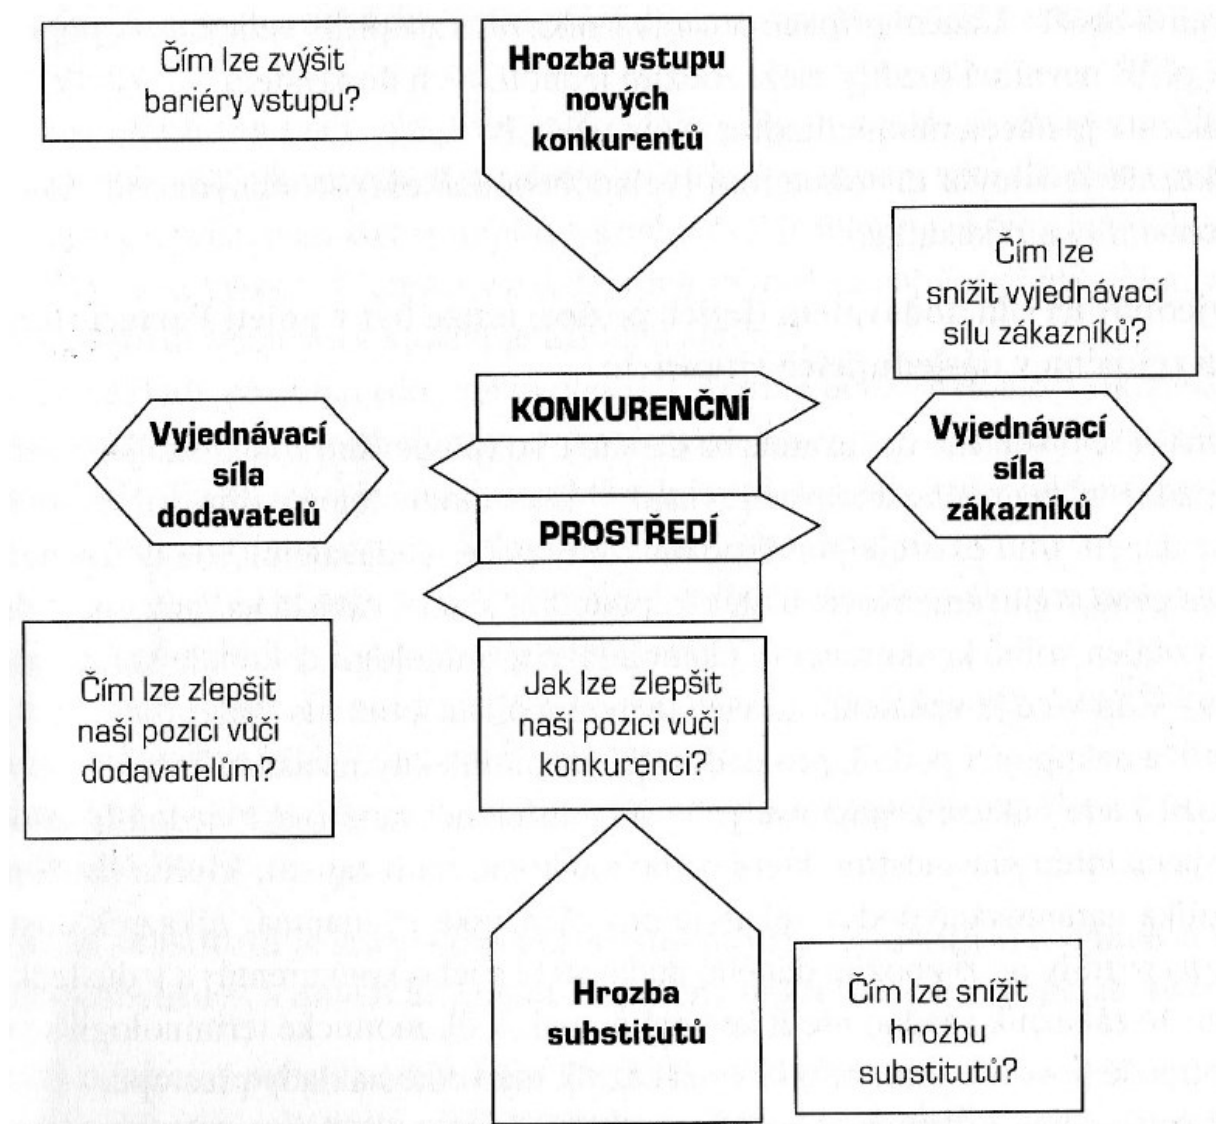 Čím lze zvýšit
bariéry vstupu?
Hrozba vstupu
nových
konkurentů
Čím lze
snížit vyjednávací
sílu zákazníků?
Vyjednávací
síla
dodavatelů
KONKURENČNÍ
PROSTŘEDÍ
Vyjednávací
síla
zákazníků
Čím lze zlepšit
naši pozici vůči
dodavatelům?
Jak lze zlepšit
naši pozici vůči
konkurenci?
Hrozba
substitutů
Čím lze snížit
hrozbu
substitutů?